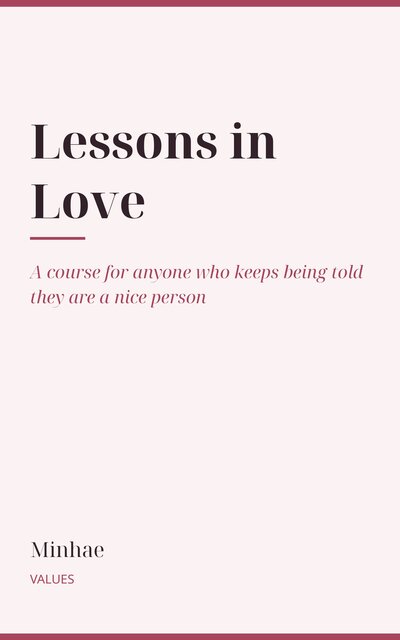 Lessons in
Love
A course for anyone who keeps being told
they are a nice person
Minhae
VALUES